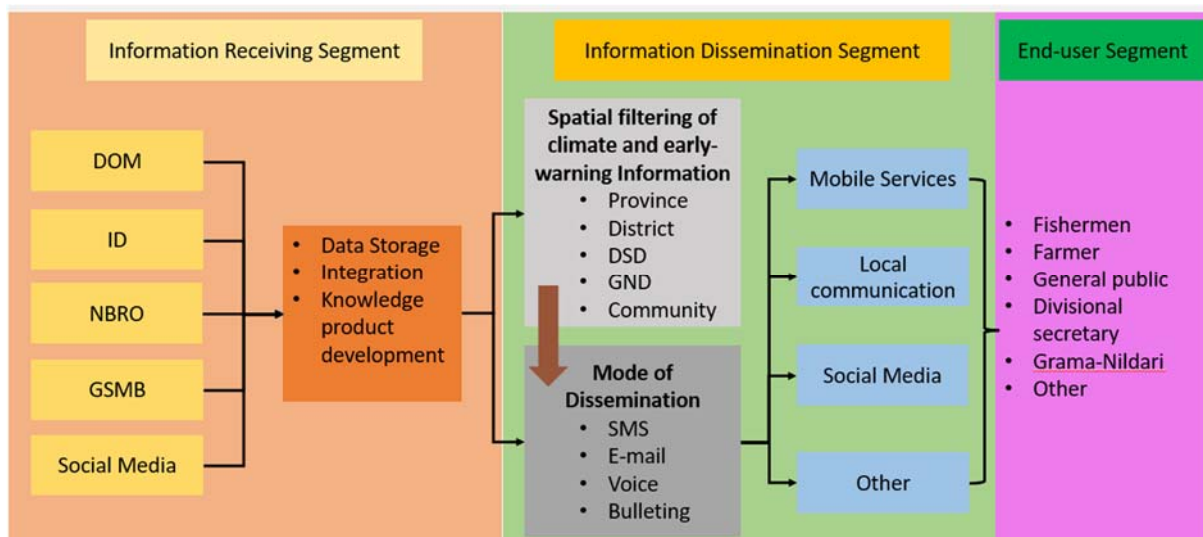 Information Receiving Segment
Information Dissemination Segment
End-user Segment
DOM
ID
NBRO
GSMB
Social Media
• Data Storage
• Integration
• Knowledge
product
development
Spatial filtering of
climate and early-
warning Information
• Province
• District
• DSD
• GND
• Community
Mode of
Dissemination
• SMS
• E-mail
• Voice
• Bulleting
Mobile Services
Local
communication
Social Media
Other
• Fishermen
• Farmer
• General public
• Divisional
secretary
• Grama-Nildari
• Other